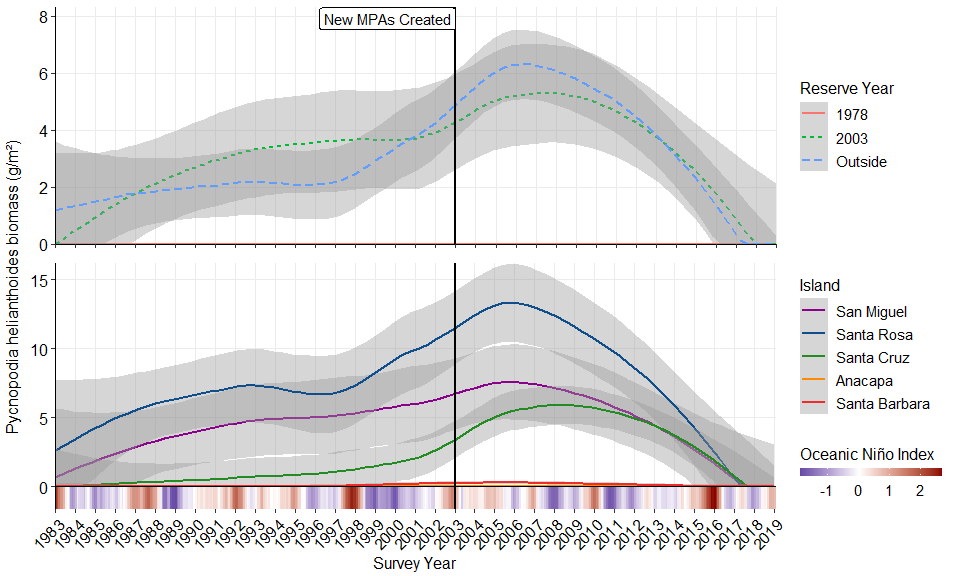 New MPAs Created
Pycnopodia helianthoides biomass (g/m²)
8
6
4
2
0
15
10
5
0
1983 1984 1985 1986 1987 1988 1989 1990 1991 1992 1993 1994 1995 1996 1997 1998 1999 2000 2001 2002 2003 2004 2005 2006 2007 2008 2009 2010 2011 2012 2013 2014 2015 2016 2017 2018 2019
Survey Year
Reserve Year
1978
2003
Outside
Island
San Miguel
Santa Rosa
Santa Cruz
Anacapa
Santa Barbara
Oceanic Niño Index
-1 0 1 2